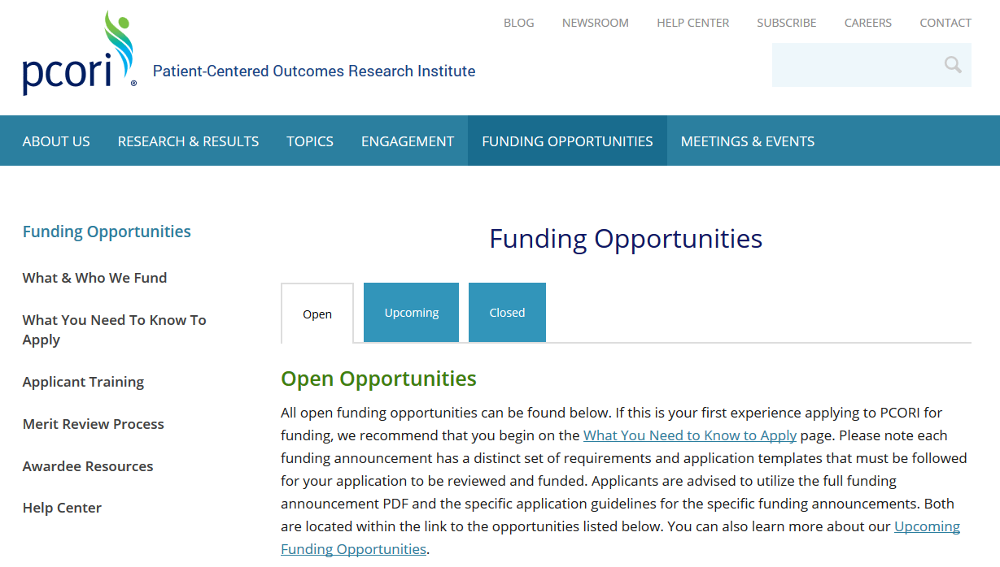 BLOG NEWSROOM HELP CENTER SUBSCRIBE CAREERS CONTACT
pcori®
Patient-Centered Outcomes Research Institute
ABOUT US RESEARCH & RESULTS TOPICS ENGAGEMENT FUNDING OPPORTUNITIES MEETINGS & EVENTS
Funding Opportunities
What & Who We Fund
What You Need To Know To
Apply
Applicant Training
Merit Review Process
Awardee Resources
Help Center
Funding Opportunities
Open Upcoming Closed
Open Opportunities
All open funding opportunities can be found below. If this is your first experience applying to PCORI for
funding, we recommend that you begin on the What You Need to Know to Apply page. Please note each
funding announcement has a distinct set of requirements and application templates that must be followed
for your application to be reviewed and funded. Applicants are advised to utilize the full funding
announcement PDF and the specific application guidelines for the specific funding announcements. Both
are located within the link to the opportunities listed below. You can also learn more about our Upcoming
Funding Opportunities.